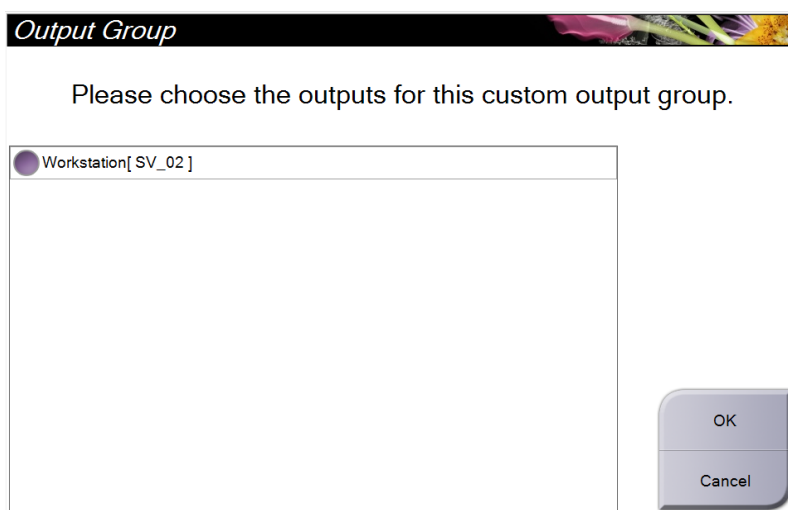 Output Group
Please choose the outputs for this custom output group.
Workstation[ SV_02 ]
OK
Cancel